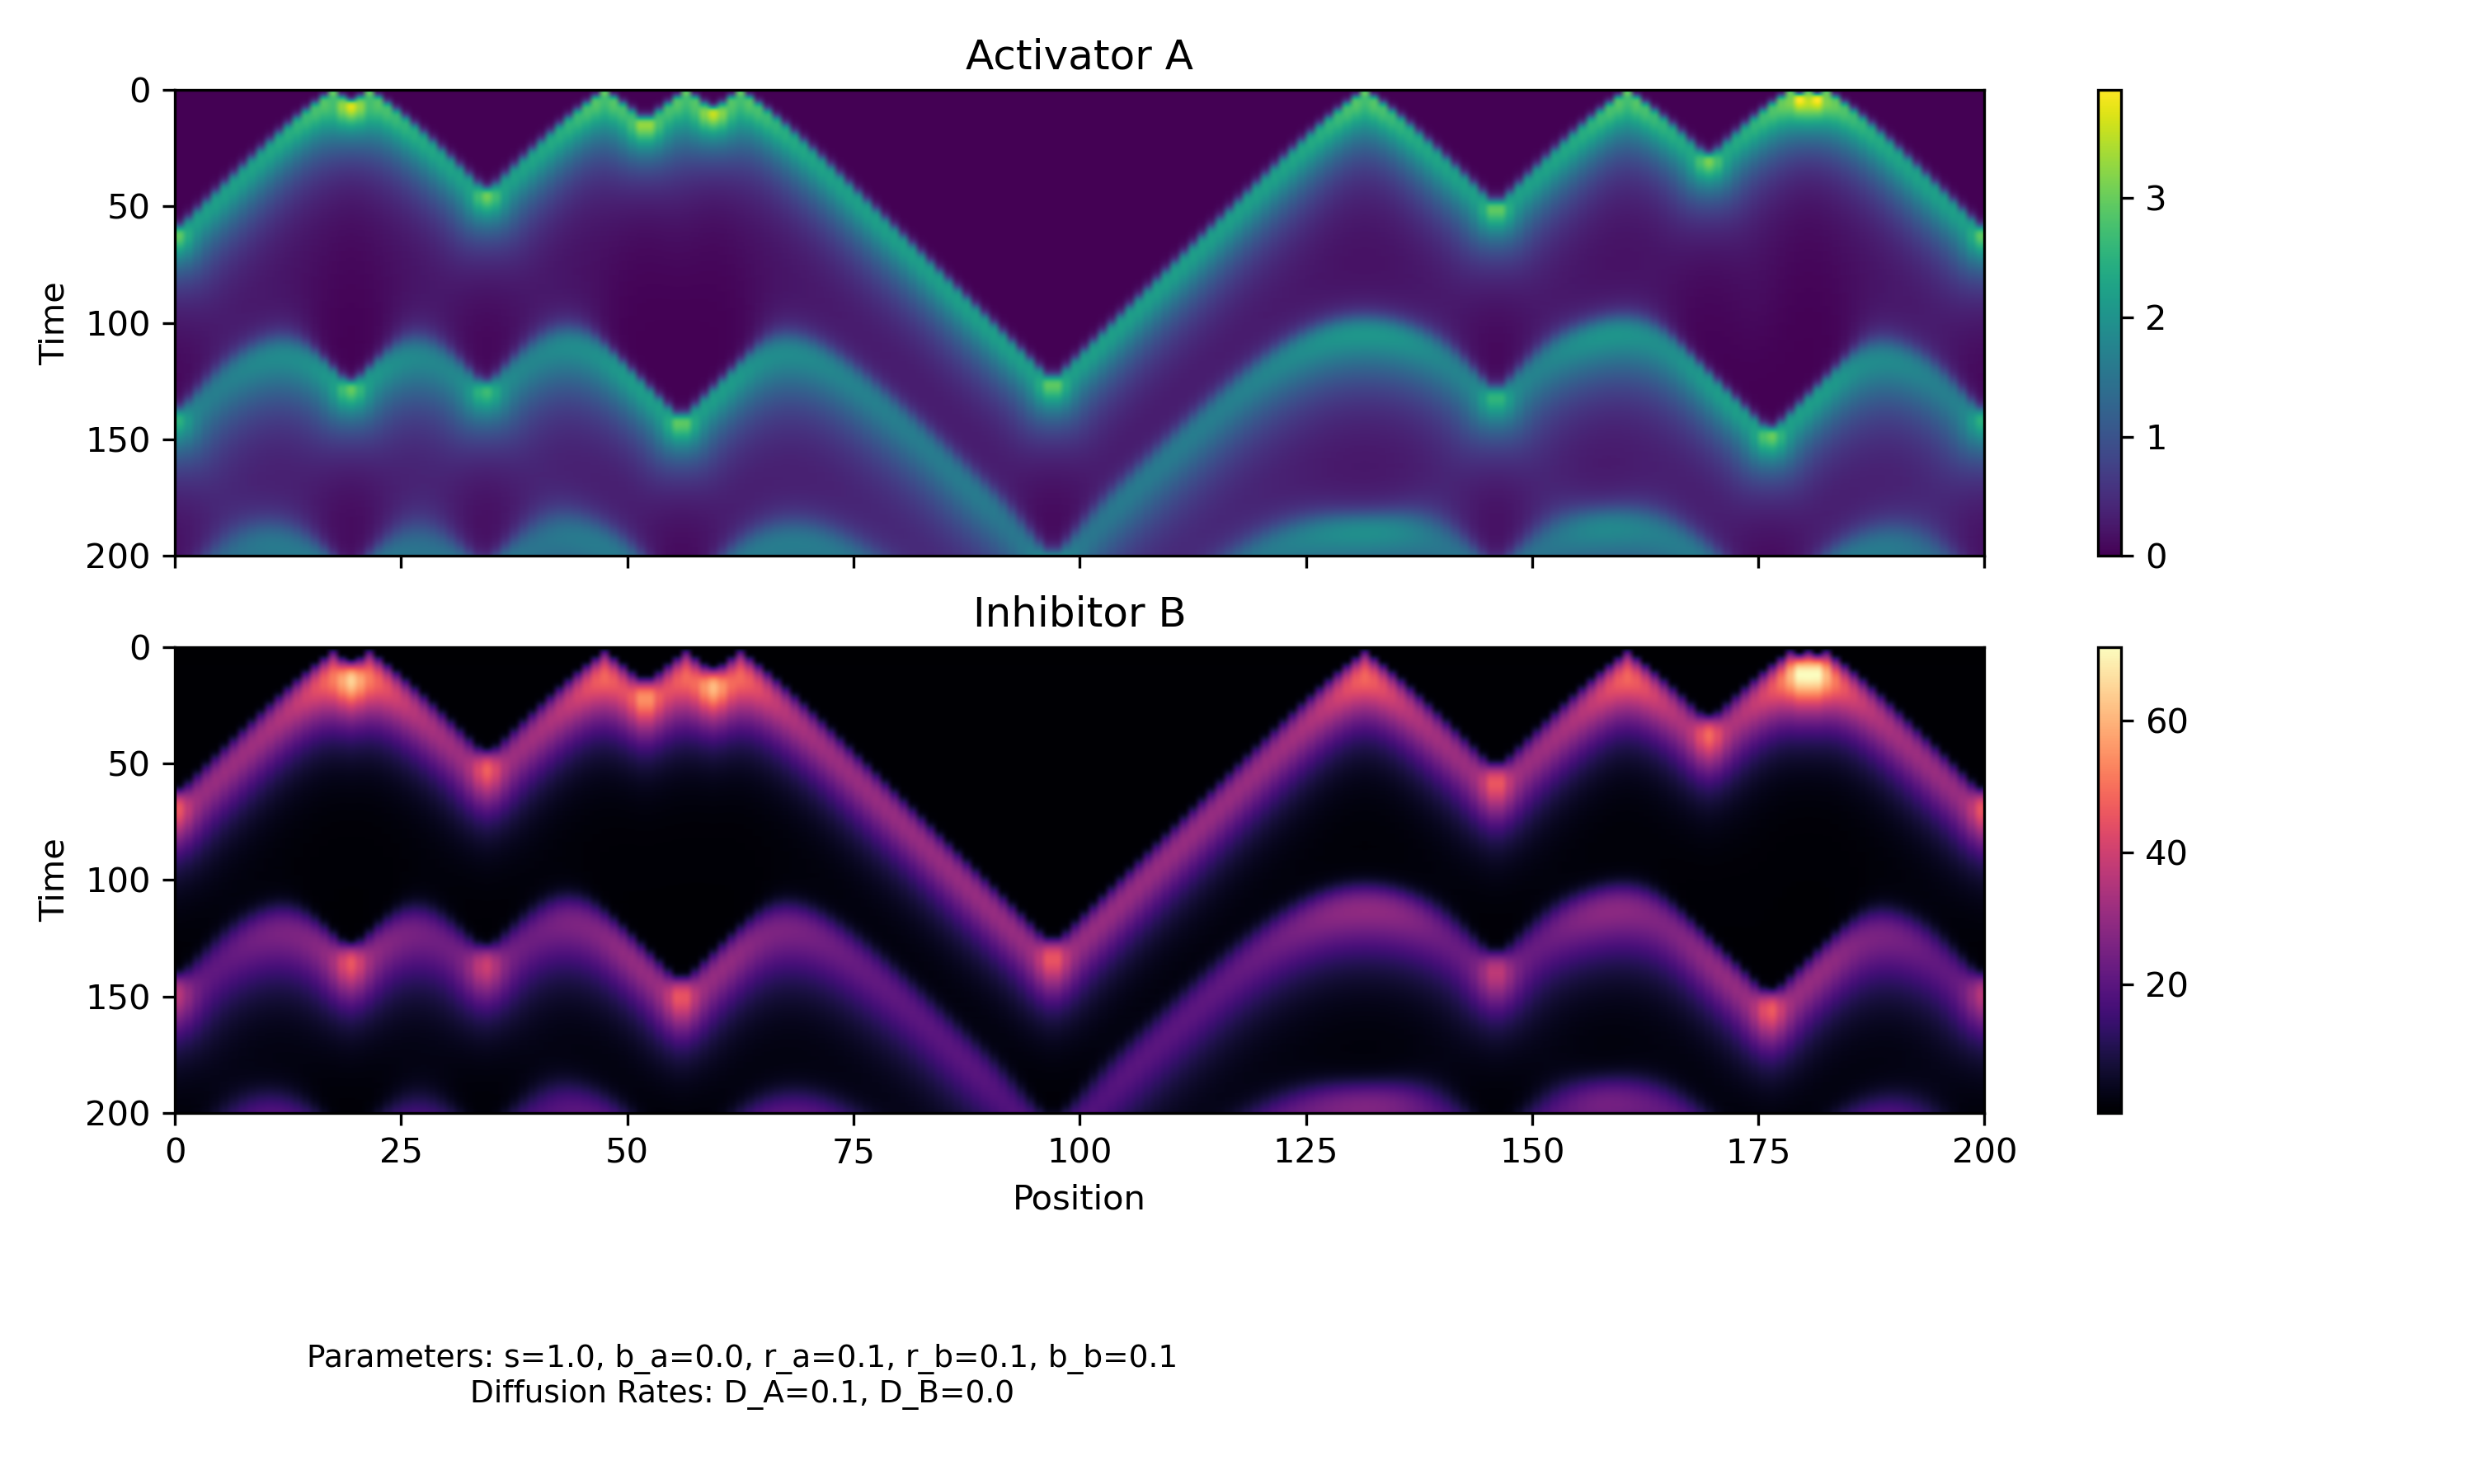 Activator A
0
50
100
150
200
Time
3
2
1
0
Inhibitor B
0
50
100
150
200
Time
60
40
20
0 25 50 75 100 125 150 175 200
Position
Parameters: s=1.0, b_a=0.0, r_a=0.1, r_b=0.1, b_b=0.1
Diffusion Rates: D_A=0.1, D_B=0.0